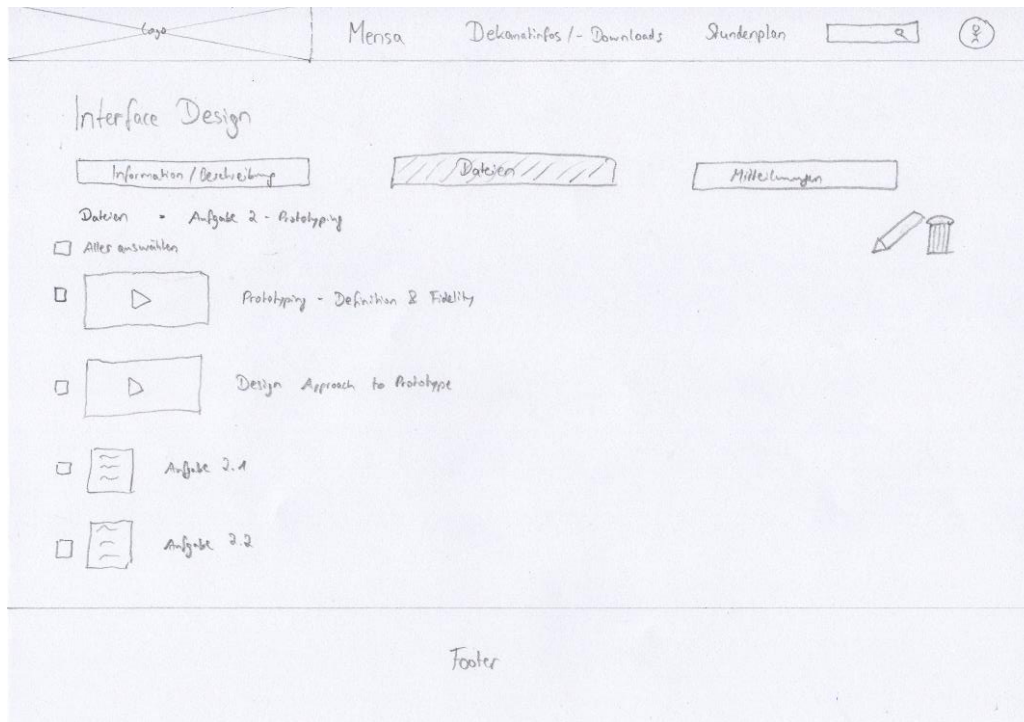 Logo Mensa Dekanatinfos/-Downloads Stundenplan
Interface Design
Information/Beschreibung Dateien Mitteilungen
Dateien • Aufgabe 2 - Prototyping
Alles auswählen
Prototyping - Definition & Fidelity
Design Approach to Prototype
Aufgabe 2.1
Aufgabe 2.2
Footer